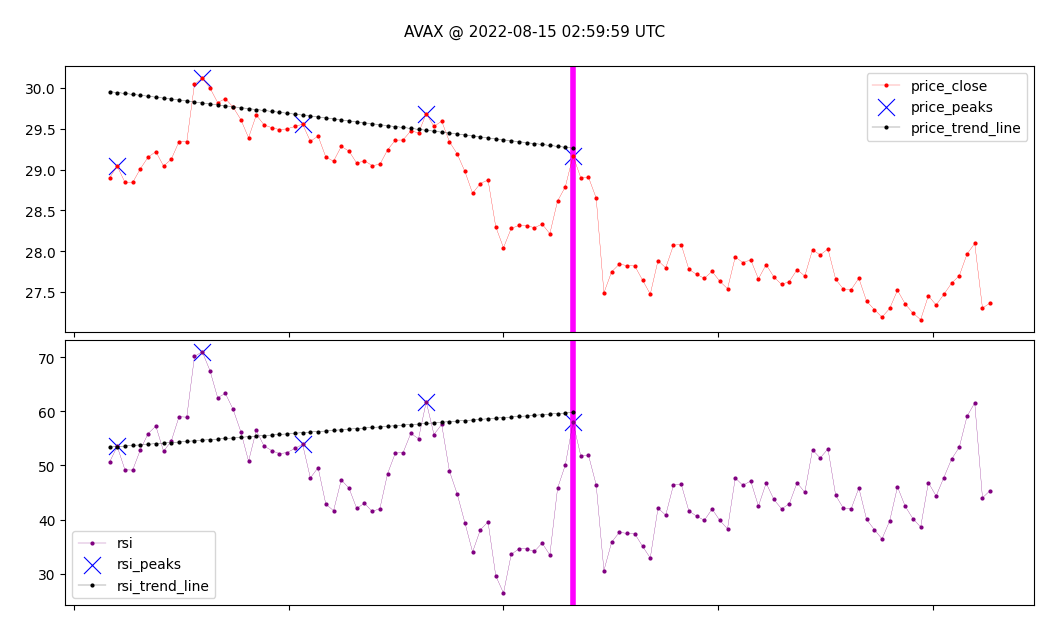 AVAX @ 2022-08-15 02:59:59 UTC
30.0
29.5
29.0
28.5
28.0
27.5
price_close
price_peaks
price_trend_line
70
60
50
40
30
rsi
rsi_peaks
rsi_trend_line